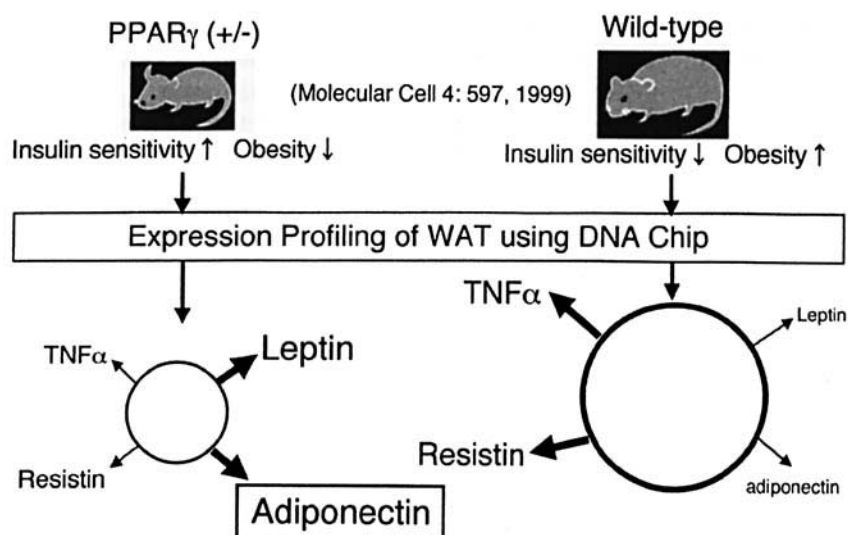 PPARγ (+/-)
Wild-type
(Molecular Cell 4: 597, 1999)
Insulin sensitivity ↑ Obesity ↓
Insulin sensitivity ↓ Obesity ↑
Expression Profiling of WAT using DNA Chip
TNFα
Leptin
Resistin
Adiponectin
TNFα
Leptin
Resistin
adiponectin